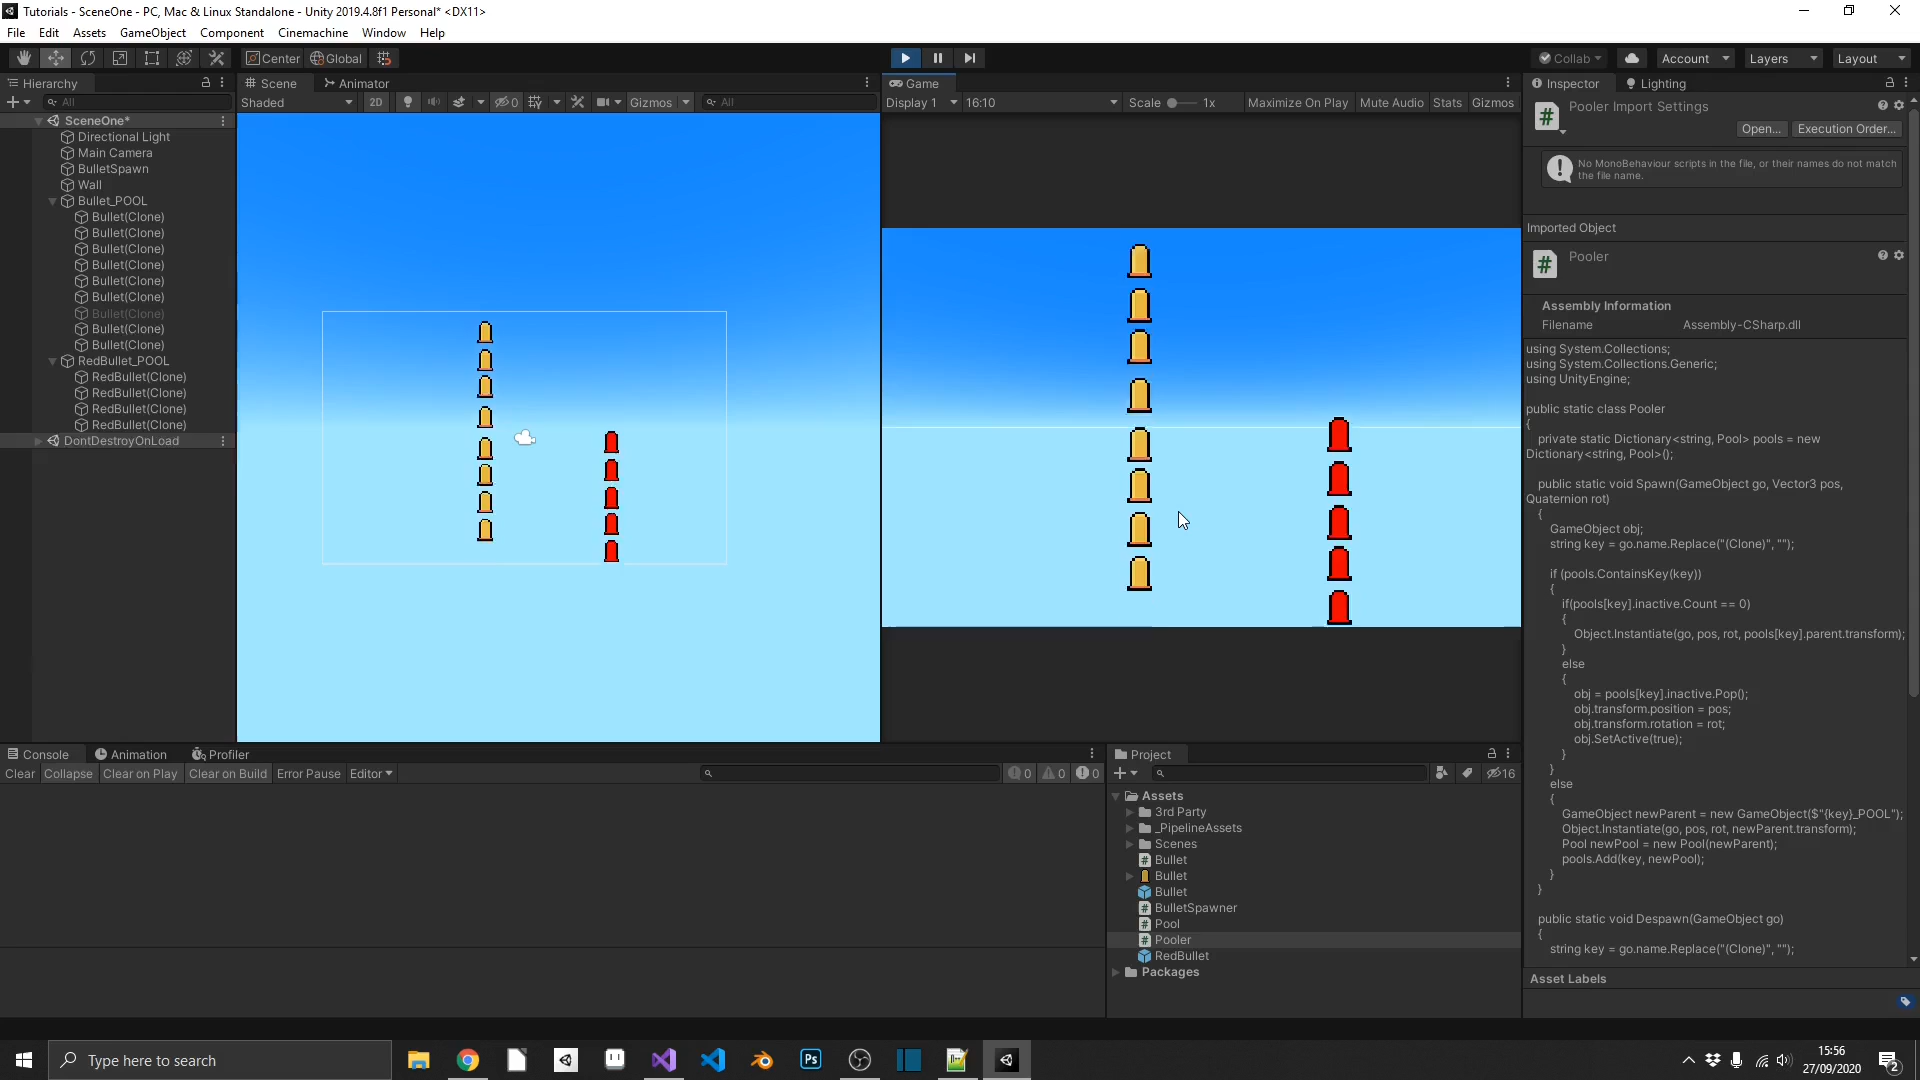 Tutorials - SceneOne - PC, Mac & Linux Standalone - Unity 2019.4.8f1 Personal* <DX11>
File Edit Assets GameObject Component Cinemachine Window Help
Center Global Collab Account Layers Layout
Hierarchy
All
SceneOne*
Directional Light
Main Camera
BulletSpawn
Wall
Bullet_POOL
Bullet(Clone)
Bullet(Clone)
Bullet(Clone)
Bullet(Clone)
Bullet(Clone)
Bullet(Clone)
Bullet(Clone)
Bullet(Clone)
Bullet(Clone)
RedBullet_POOL
RedBullet(Clone)
RedBullet(Clone)
RedBullet(Clone)
RedBullet(Clone)
DontDestroyOnLoad
Scene Animator
Shaded 2D 0 Gizmos All
Game
Display 1 16:10 Scale 1x Maximize On Play Mute Audio Stats Gizmos
Inspector Lighting
Pooler Import Settings
Open... Execution Order...
No MonoBehaviour scripts in the file, or their names do not match
the file name.
Imported Object
Pooler
Assembly Information
Filename Assembly-CSharp.dll
using System.Collections;
using System.Collections.Generic;
using UnityEngine;
public static class Pooler
{
private static Dictionary<string, Pool> pools = new
Dictionary<string, Pool>();
public static void Spawn(GameObject go, Vector3 pos,
Quaternion rot)
{
GameObject obj;
string key = go.name.Replace("(Clone)", "");
if (pools.ContainsKey(key))
{
if(pools[key].inactive.Count == 0)
{
Object.Instantiate(go, pos, rot, pools[key].parent.transform);
}
else
{
obj = pools[key].inactive.Pop();
obj.transform.position = pos;
obj.transform.rotation = rot;
obj.SetActive(true);
}
}
else
{
GameObject newParent = new GameObject($"{key}_POOL");
Object.Instantiate(go, pos, rot, newParent.transform);
Pool newPool = new Pool(newParent);
pools.Add(key, newPool);
}
}
public static void Despawn(GameObject go)
{
string key = go.name.Replace("(Clone)", "");
Asset Labels
Console Animation Profiler
Clear Collapse Clear on Play Clear on Build Error Pause Editor 0 0 0
Project
16
Assets
3rd Party
_PipelineAssets
Scenes
Bullet
Bullet
Bullet
BulletSpawner
Pool
Pooler
RedBullet
Packages
Type here to search
Ps
15:56
27/09/2020
2